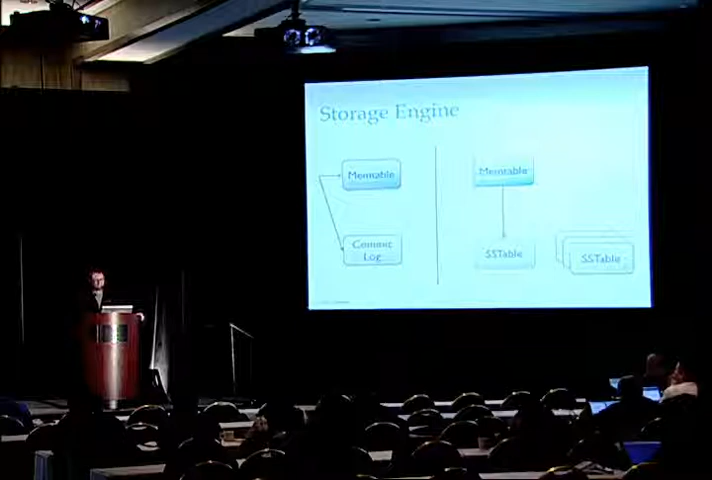 Storage Engine
Memtable
Commit
Log
Memtable
SSTable
SSTable